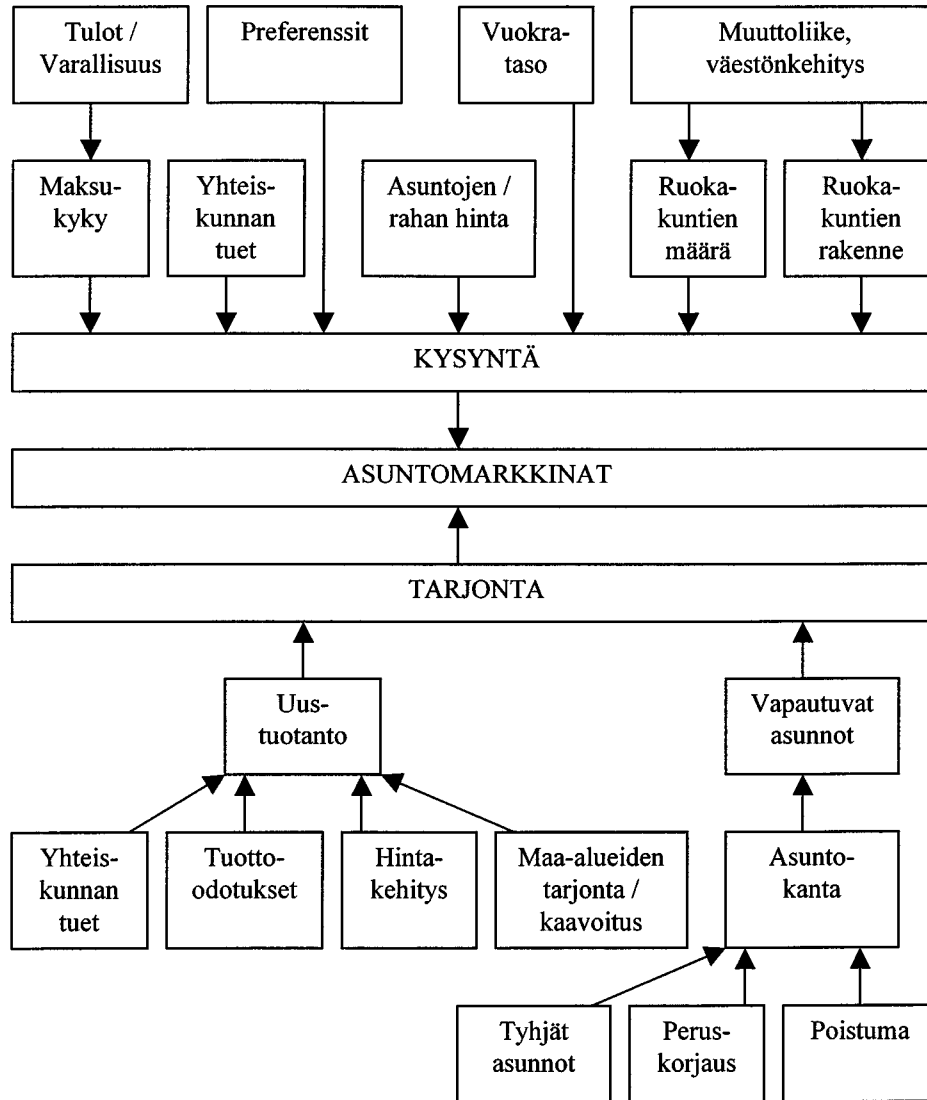 Tulot /
Varallisuus
Preferenssit
Vuokra-
taso
Muuttoliike,
väestönkehitys
Maksu-
kyky
Yhteis-
kunnan
tuet
Asuntojen /
rahan hinta
Ruoka-
kuntien
määrä
Ruoka-
kuntien
rakenne
KYSYNTÄ
ASUNTOMARKKINAT
TARJONTA
Uus-
tuotanto
Vapautuvat
asunnot
Yhteis-
kunnan
tuet
Tuotto-
odotukset
Hinta-
kehitys
Maa-alueiden
tarjonta /
kaavoitus
Asunto-
kanta
Tyhjät
asunnot
Perus-
korjaus
Poistuma